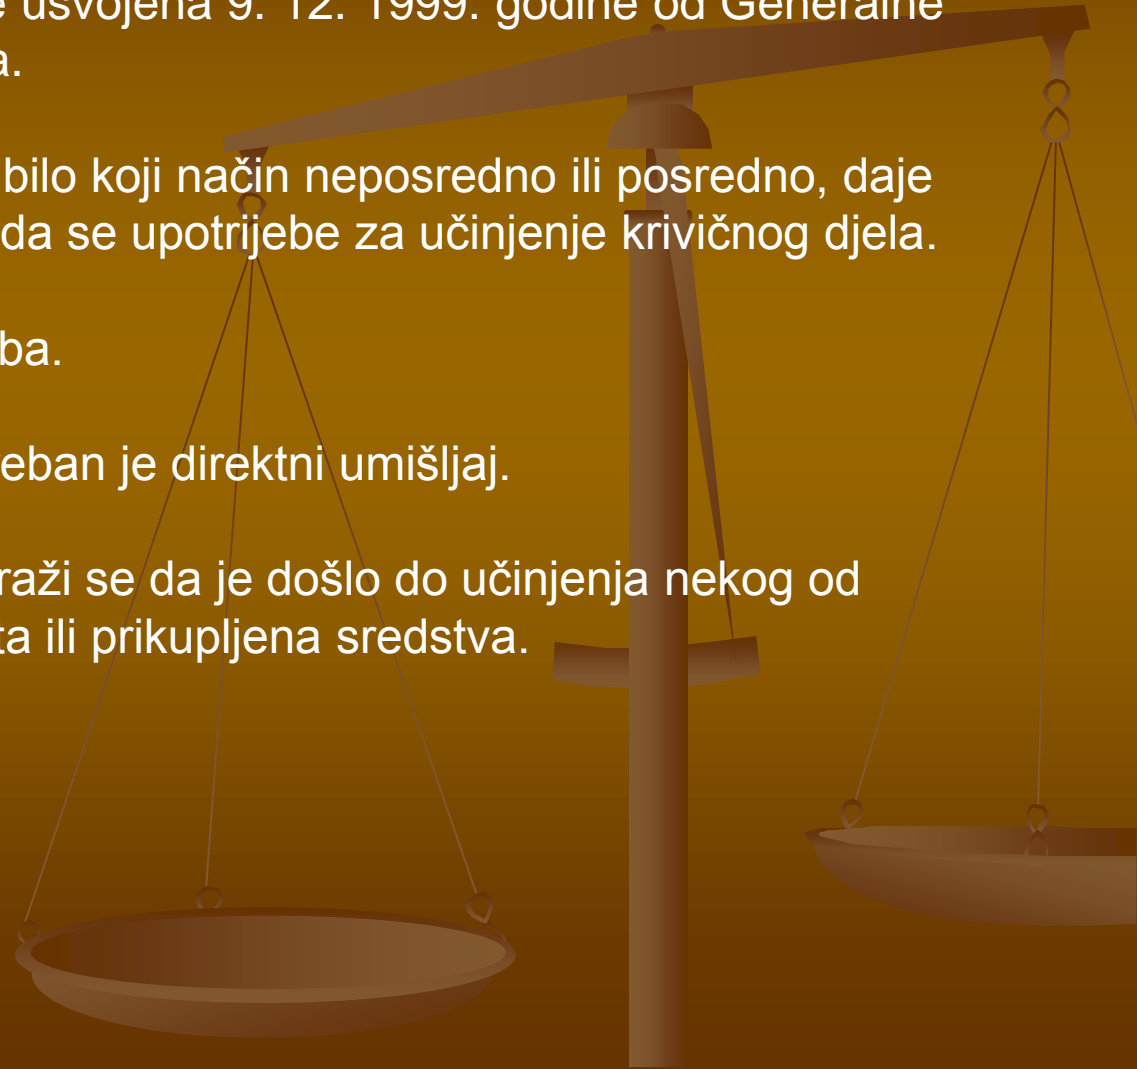 usvojena 9. 12. 1999. godine od Generalne
a.
bilo koji način neposredno ili posredno, daje
da se upotrijebe za učinjenje krivičnog djela.
ba.
eban je direktni umišljaj.
raži se da je došlo do učinjenja nekog od
ta ili prikupljena sredstva.